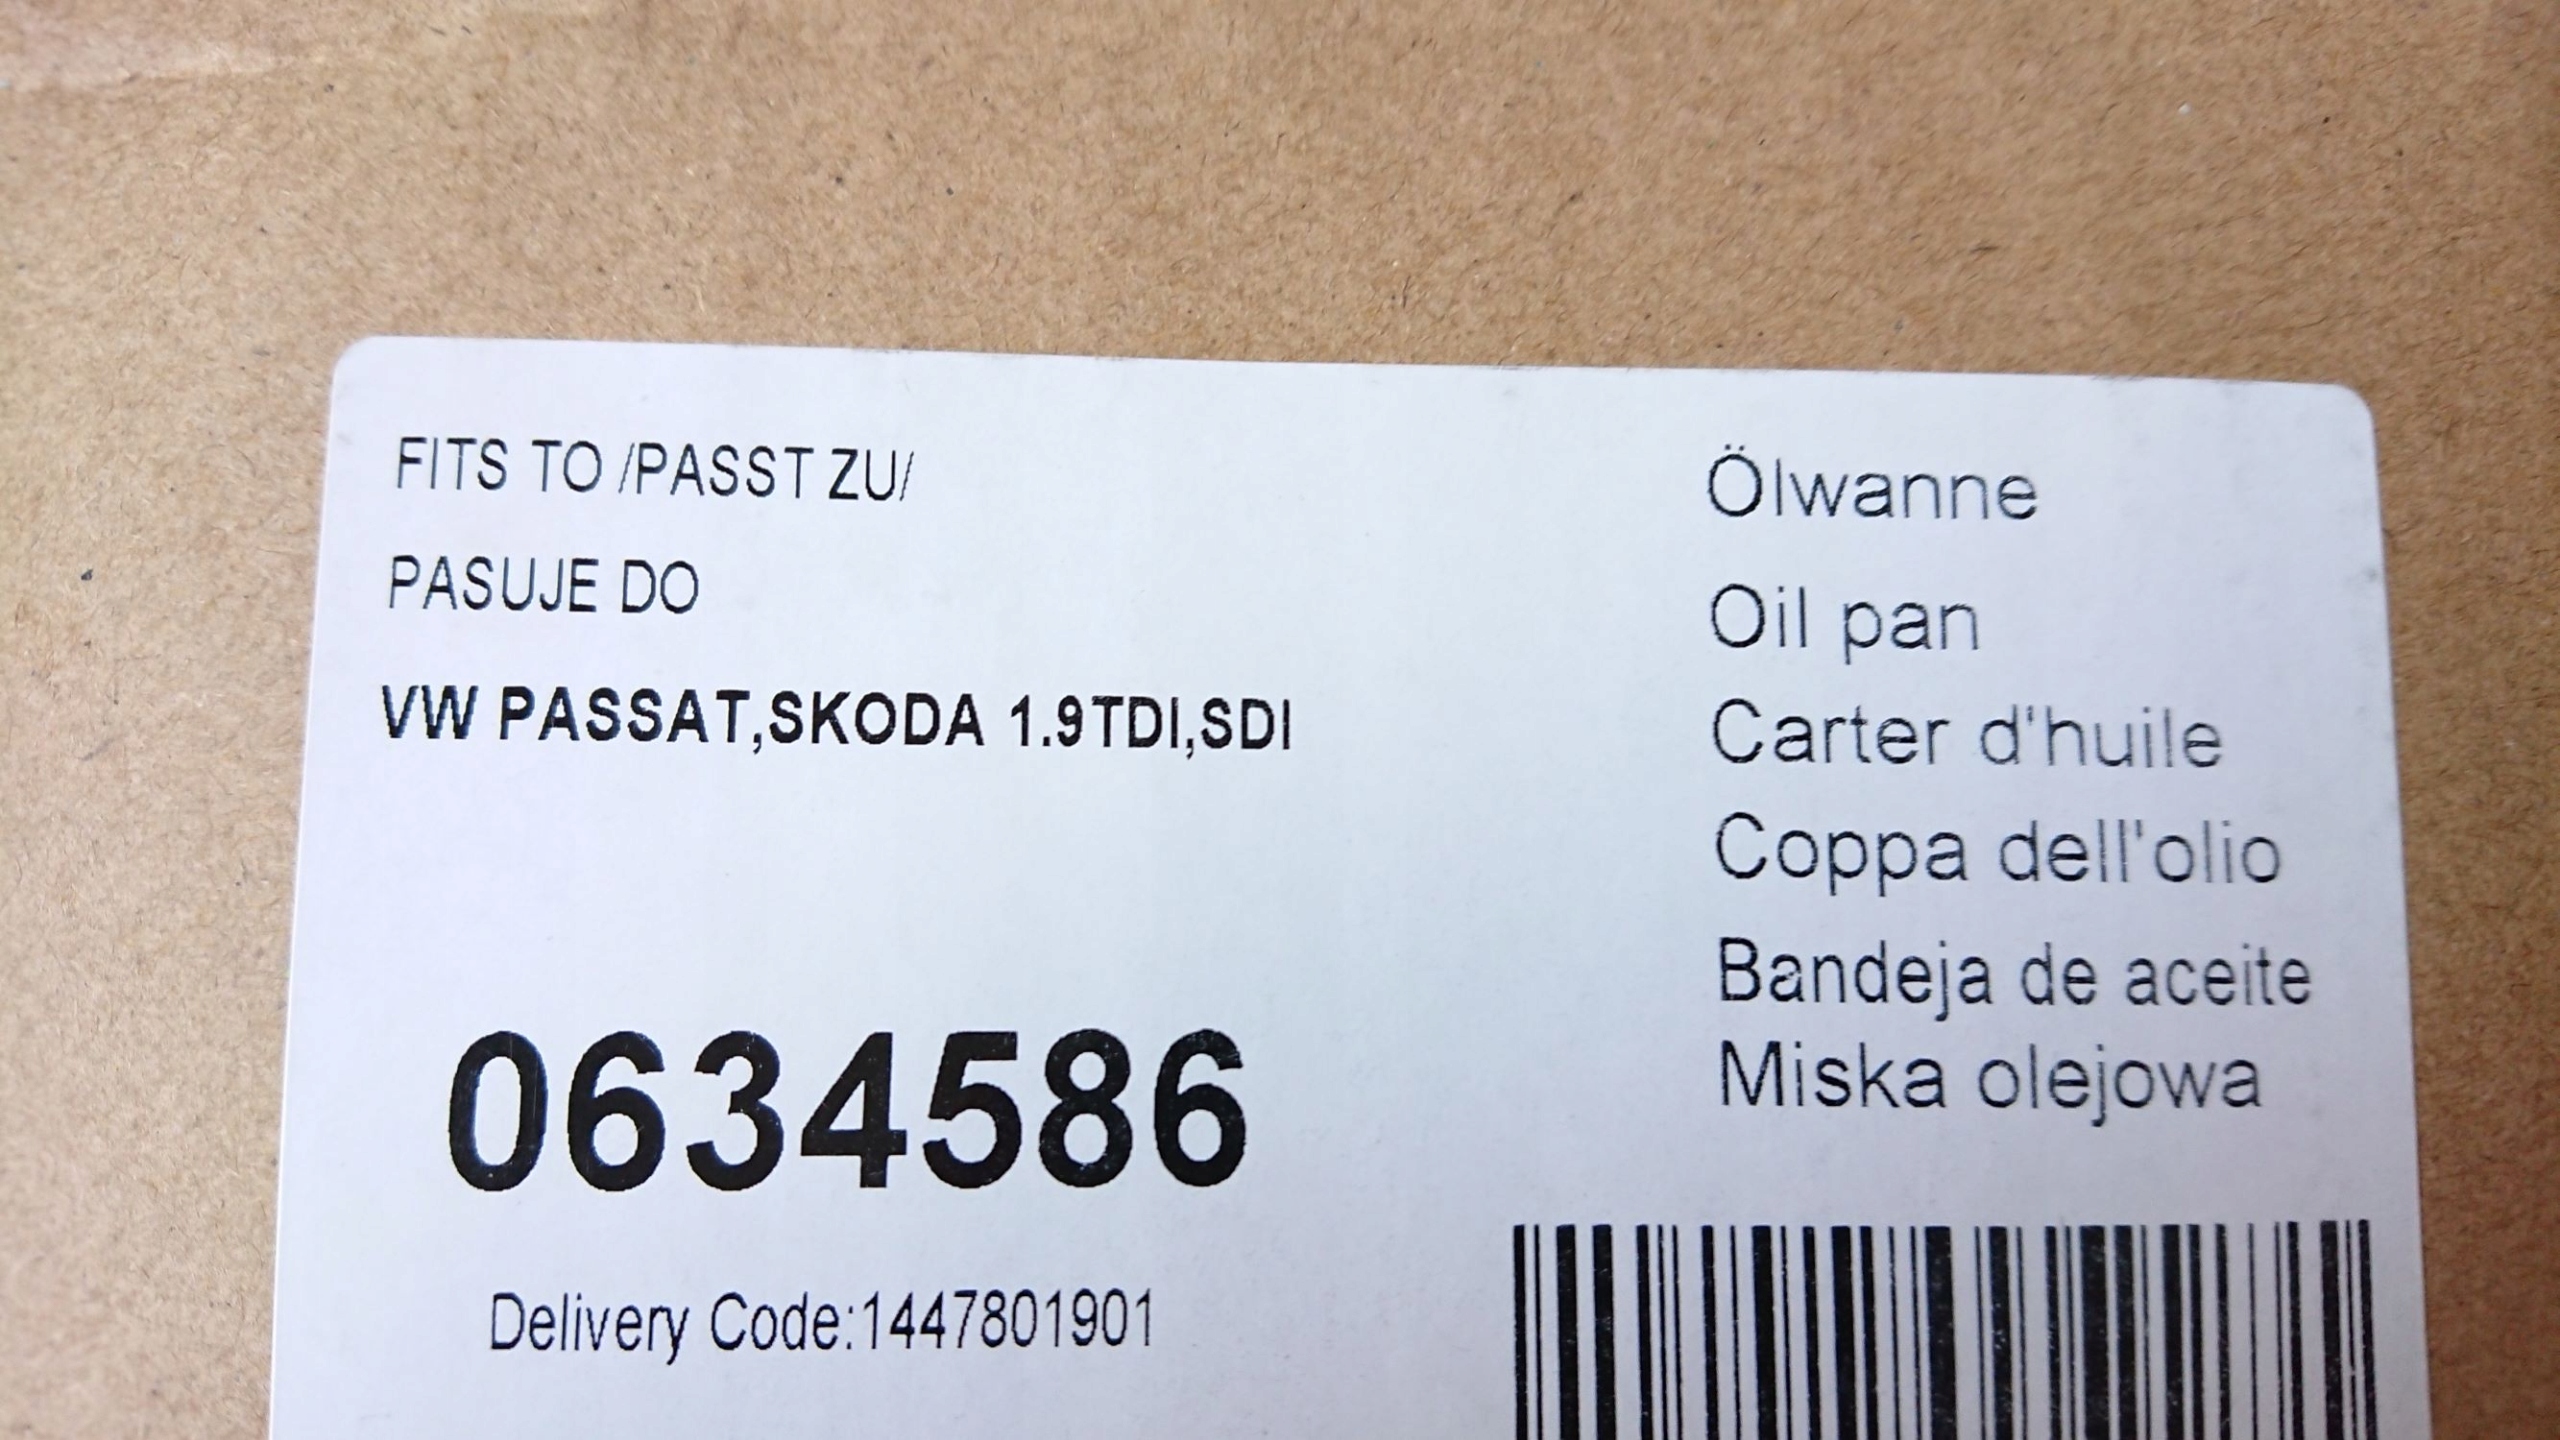 FITS TO /PASST ZU/
PASUJE DO
VW PASSAT,SKODA 1.9TDI,SDI
0634586
Delivery Code:1447801901
Ölwanne
Oil pan
Carter d'huile
Coppa dell'olio
Bandeja de aceite
Miska olejowa